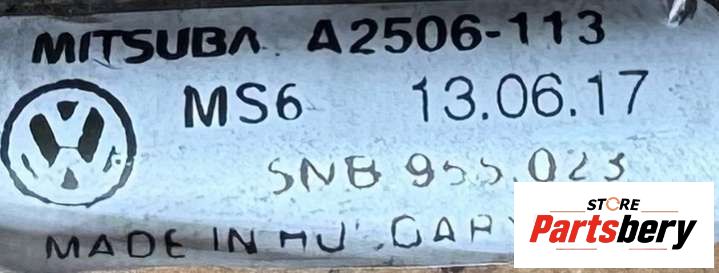 MITSUBA A2506-113
MS6 13.06.17
5NB 955.023
MADE IN
STORE
Partsbery